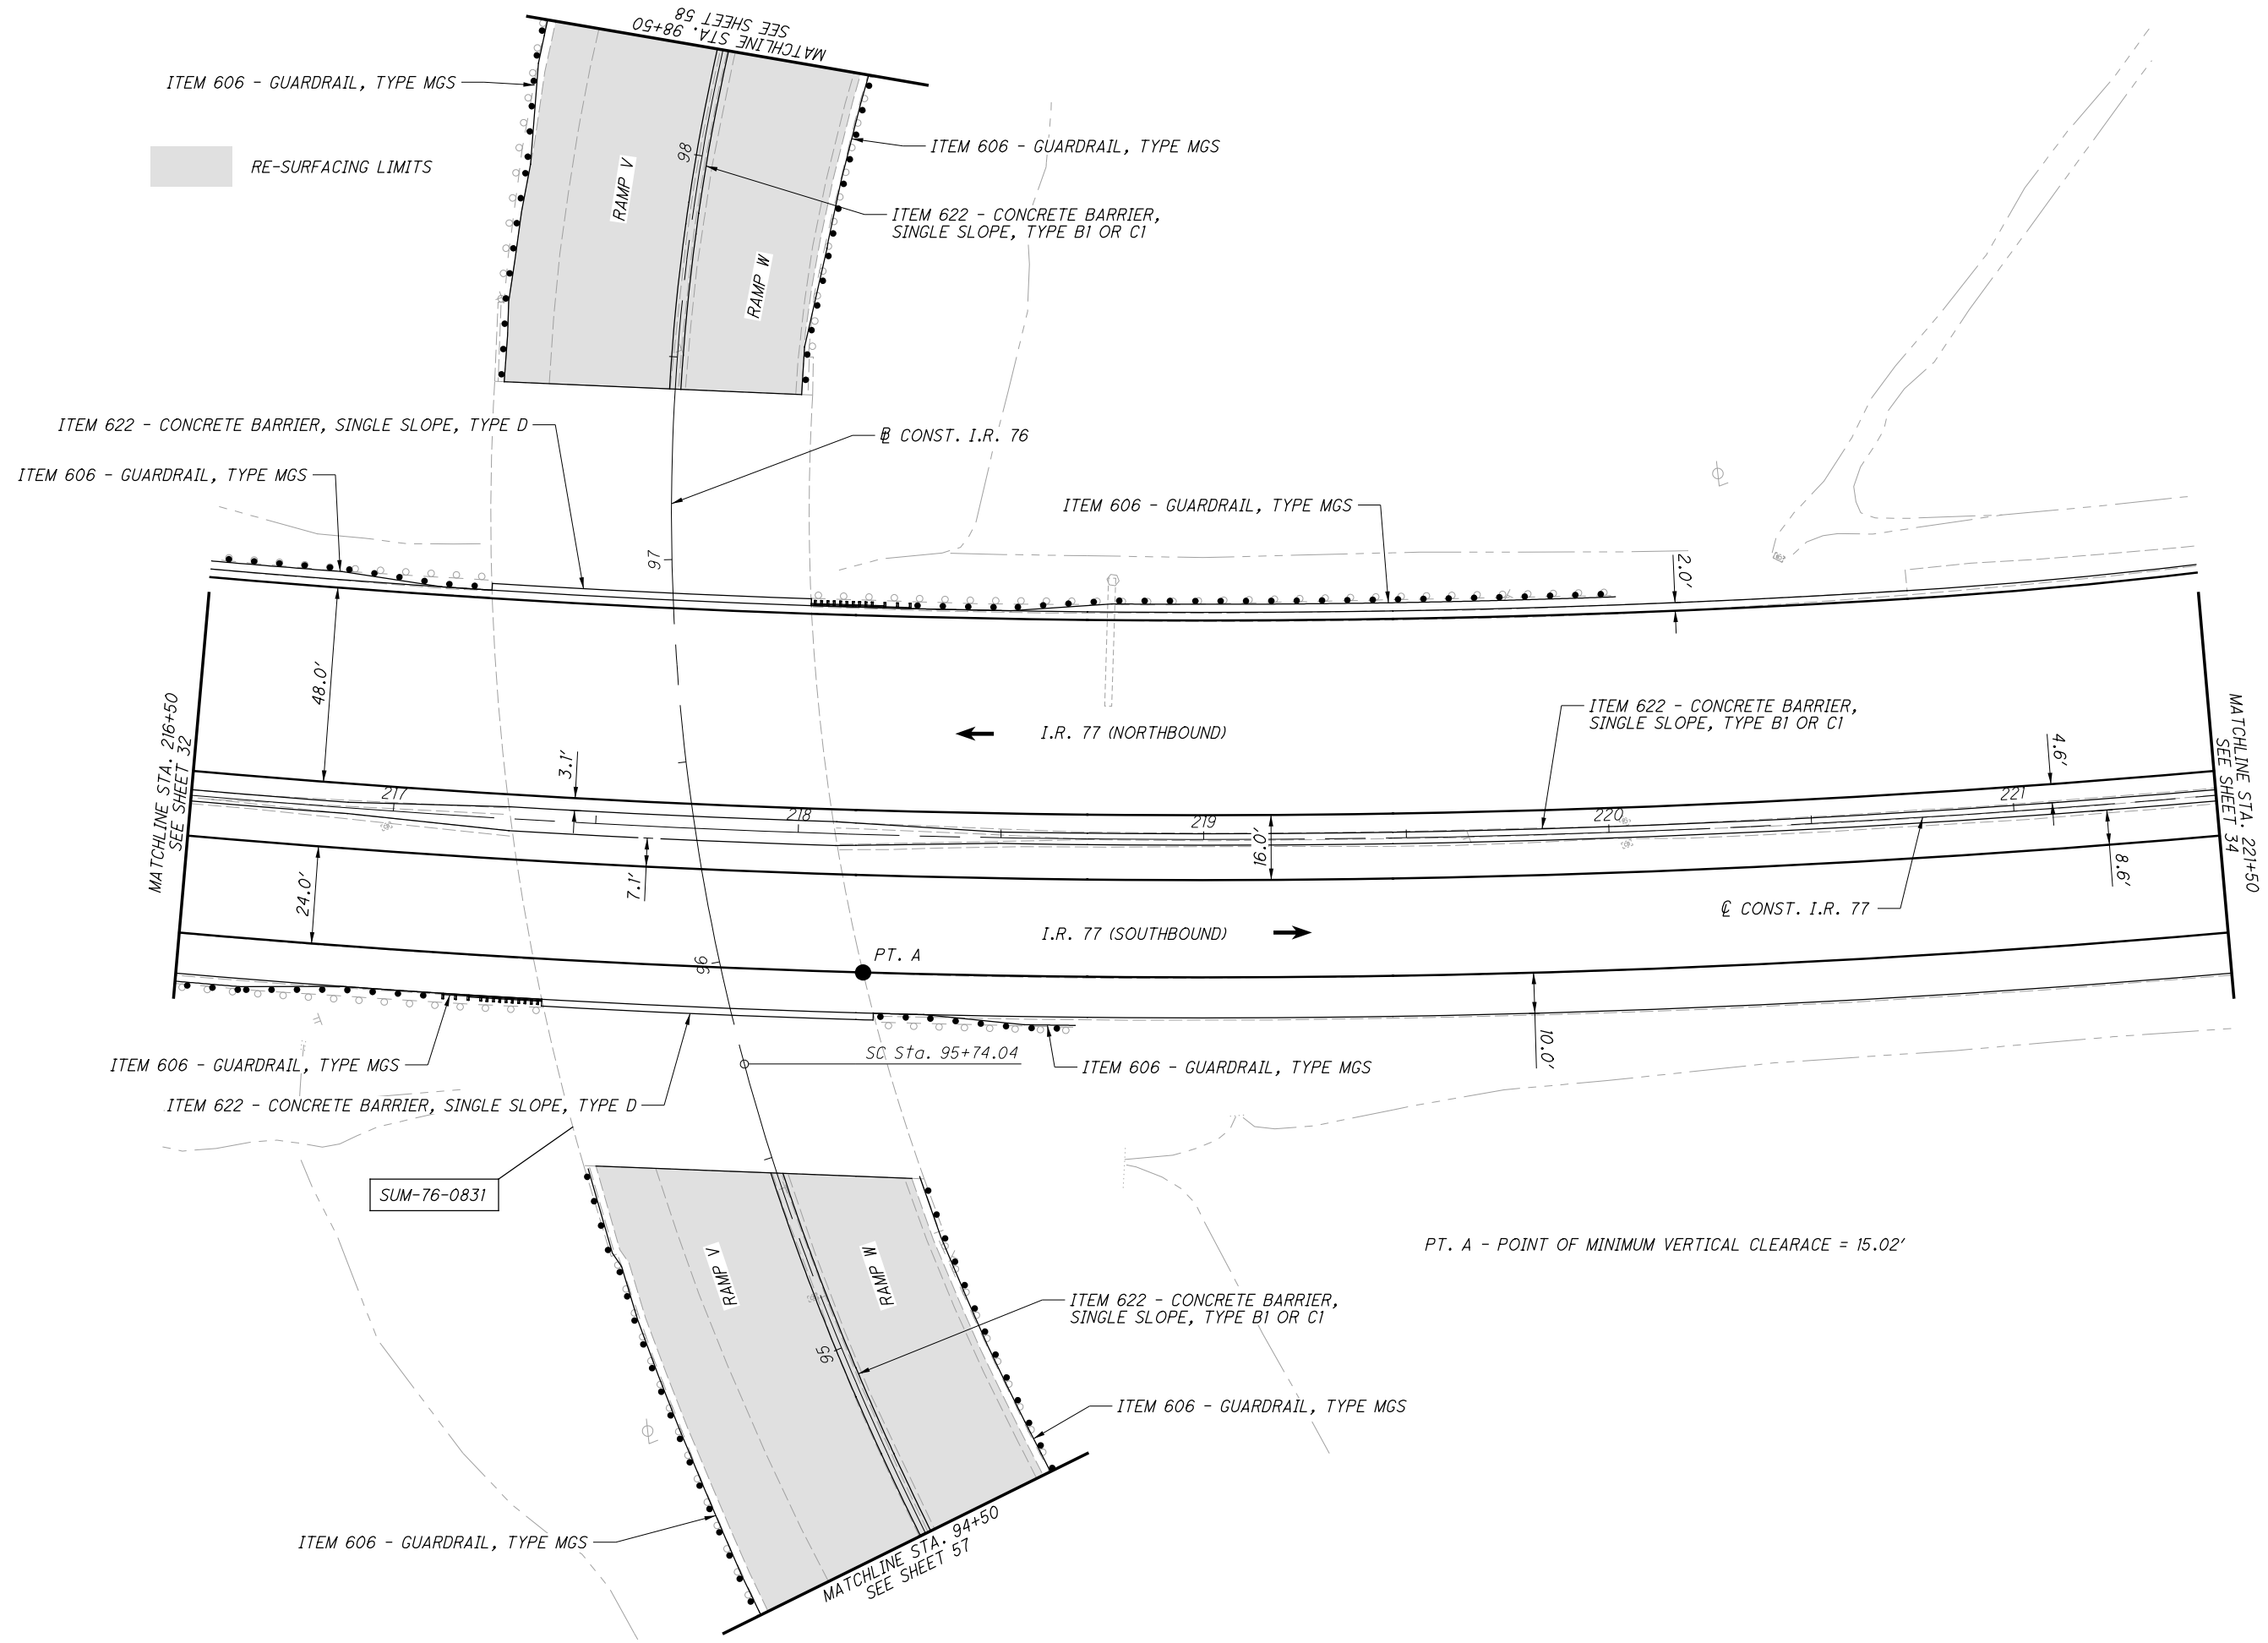 MATCHLINE STA. 98+50
SEE SHEET 58
ITEM 606 - GUARDRAIL, TYPE MGS
RE-SURFACING LIMITS
ITEM 606 - GUARDRAIL, TYPE MGS
98
RAMP V
ITEM 622 - CONCRETE BARRIER,
SINGLE SLOPE, TYPE B1 OR C1
RAMP W
ITEM 622 - CONCRETE BARRIER, SINGLE SLOPE, TYPE D
℄ CONST. I.R. 76
ITEM 606 - GUARDRAIL, TYPE MGS
ITEM 606 - GUARDRAIL, TYPE MGS
97
2.0'
48.0'
MATCHLINE STA. 216+50
SEE SHEET 32
I.R. 77 (NORTHBOUND)
ITEM 622 - CONCRETE BARRIER,
SINGLE SLOPE, TYPE B1 OR C1
MATCHLINE STA. 221+50
SEE SHEET 34
3.1'
4.6'
217
218
219
220
221
16.0'
24.0'
7.1'
8.6'
℄ CONST. I.R. 77
I.R. 77 (SOUTHBOUND)
PT. A
96
10.0'
SC Sta. 95+74.04
ITEM 606 - GUARDRAIL, TYPE MGS
ITEM 606 - GUARDRAIL, TYPE MGS
ITEM 622 - CONCRETE BARRIER, SINGLE SLOPE, TYPE D
SUM-76-0831
PT. A - POINT OF MINIMUM VERTICAL CLEARACE = 15.02'
RAMP V
RAMP W
ITEM 622 - CONCRETE BARRIER,
SINGLE SLOPE, TYPE B1 OR C1
95
ITEM 606 - GUARDRAIL, TYPE MGS
ITEM 606 - GUARDRAIL, TYPE MGS
MATCHLINE STA. 94+50
SEE SHEET 57